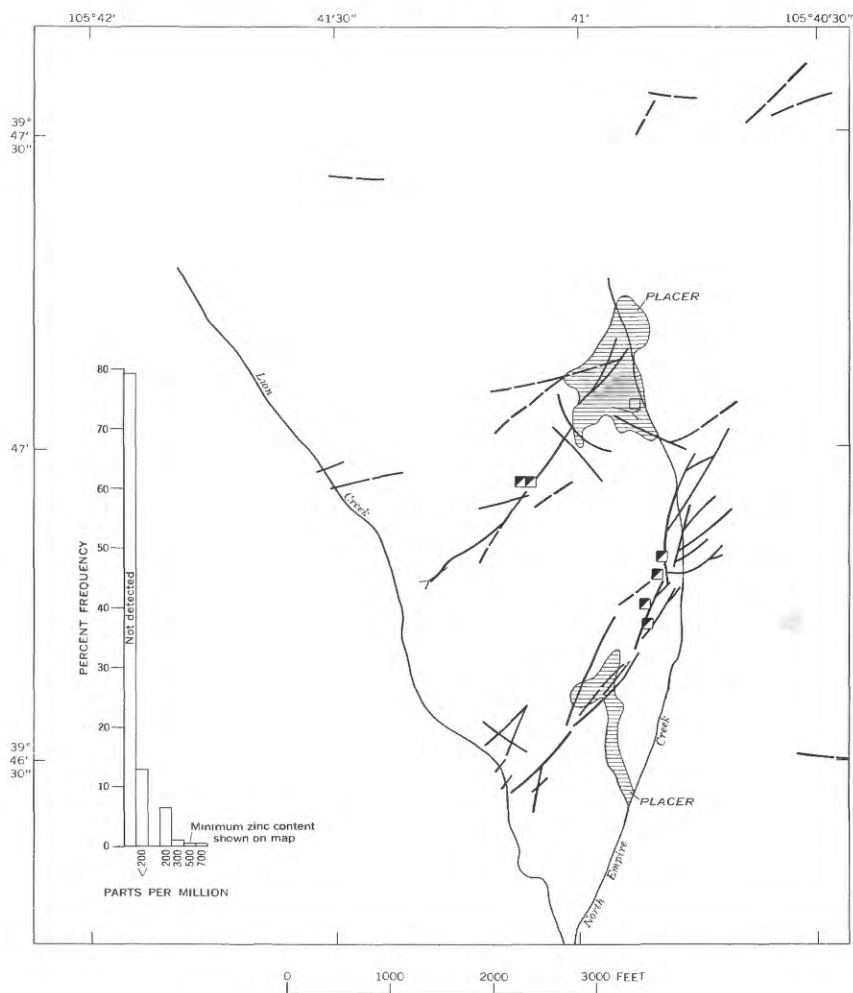 105°42' 41'30" 41' 105°40'30"
39°
47'
30"
PLACER
Lion
Creek
47'
80
70
60
50
40
30
20
10
0
PERCENT FREQUENCY
Not detected
Minimum zinc content
shown on map
<200
200
300
500
700
PARTS PER MILLION
39°
46'
30"
Creek
PLACER
Empire
North
0 1000 2000 3000 FEET